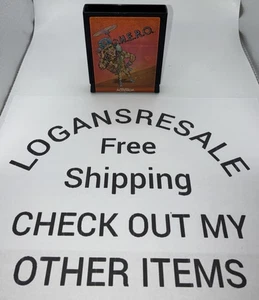 H.E.R.O.
LOGANSRESALE
Free
Shipping
CHECK OUT MY
OTHER ITEMS